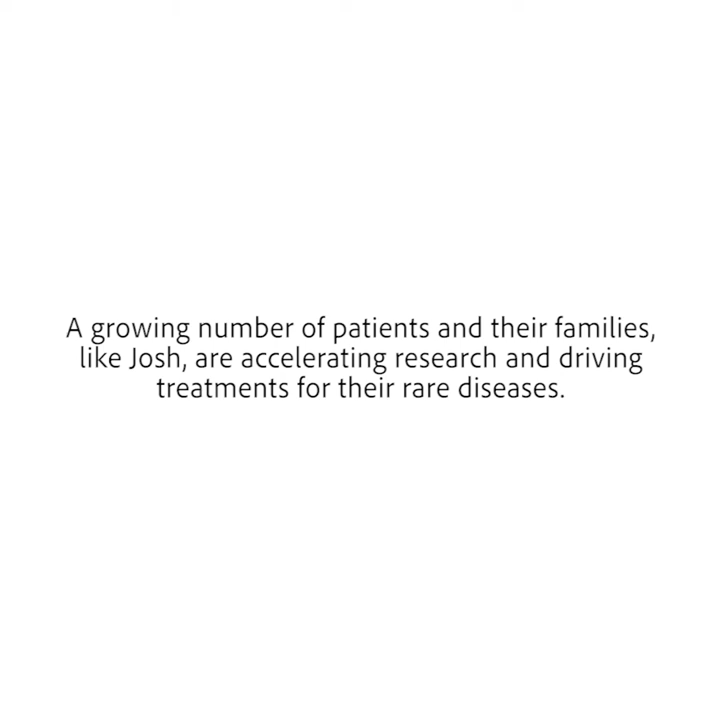 A growing number of patients and their families,
like Josh, are accelerating research and driving
treatments for their rare diseases.